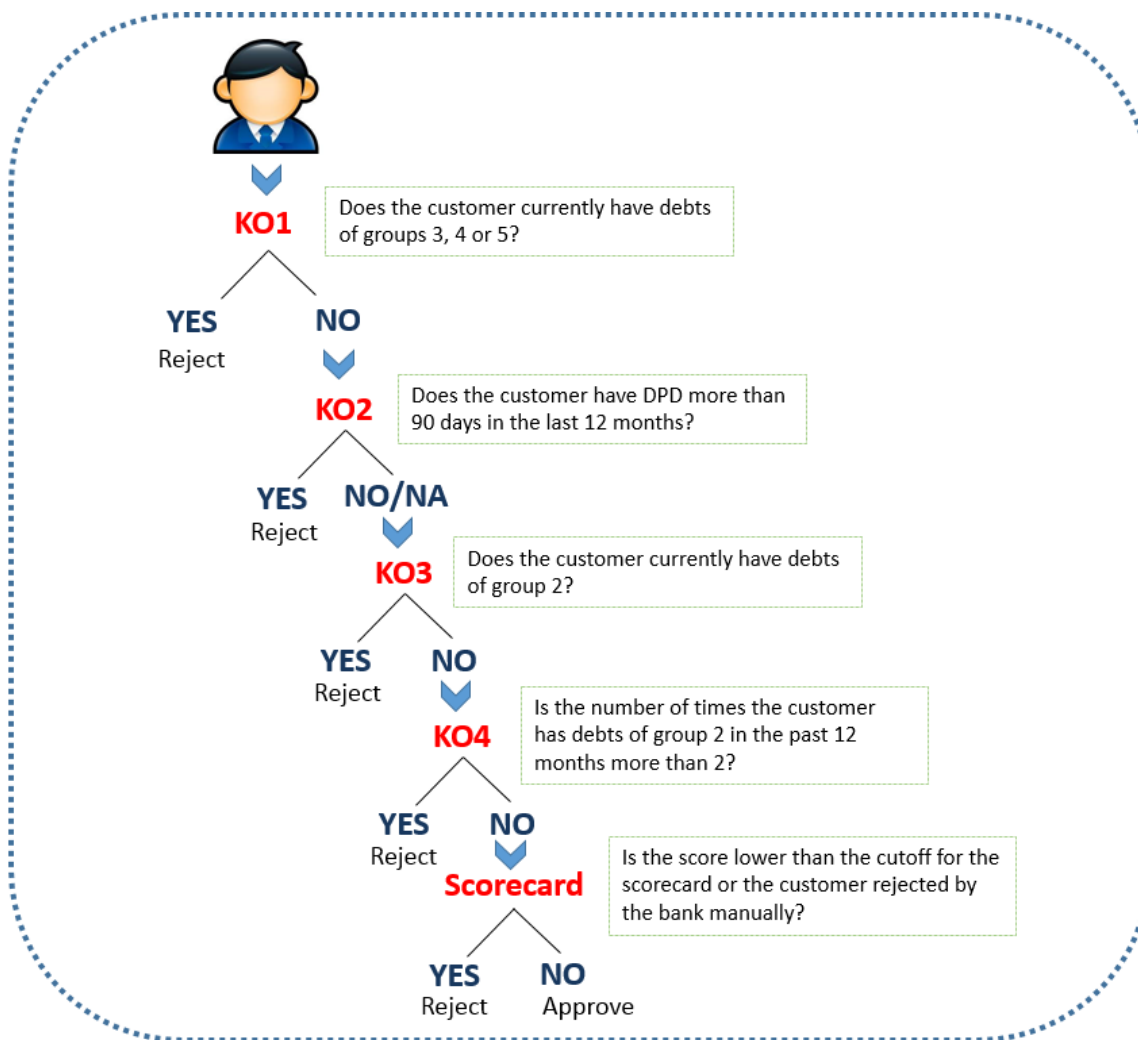 KO1
Does the customer currently have debts
of groups 3, 4 or 5?
YES
NO
Reject
KO2
Does the customer have DPD more than
90 days in the last 12 months?
YES
NO/NA
Reject
KO3
Does the customer currently have debts
of group 2?
YES
NO
Reject
KO4
Is the number of times the customer
has debts of group 2 in the past 12
months more than 2?
YES
NO
Reject
Scorecard
Is the score lower than the cutoff for the
scorecard or the customer rejected by
the bank manually?
YES
NO
Reject
Approve